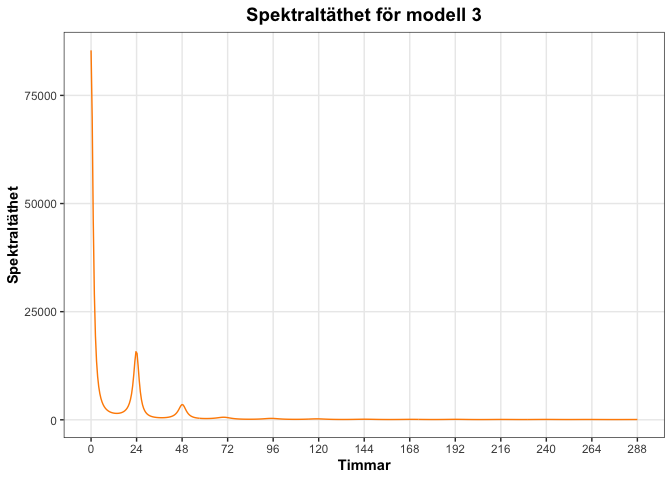 Spektraltäthet för modell 3
Spektraltäthet
75000
50000
25000
0
0 24 48 72 96 120 144 168 192 216 240 264 288
Timmar